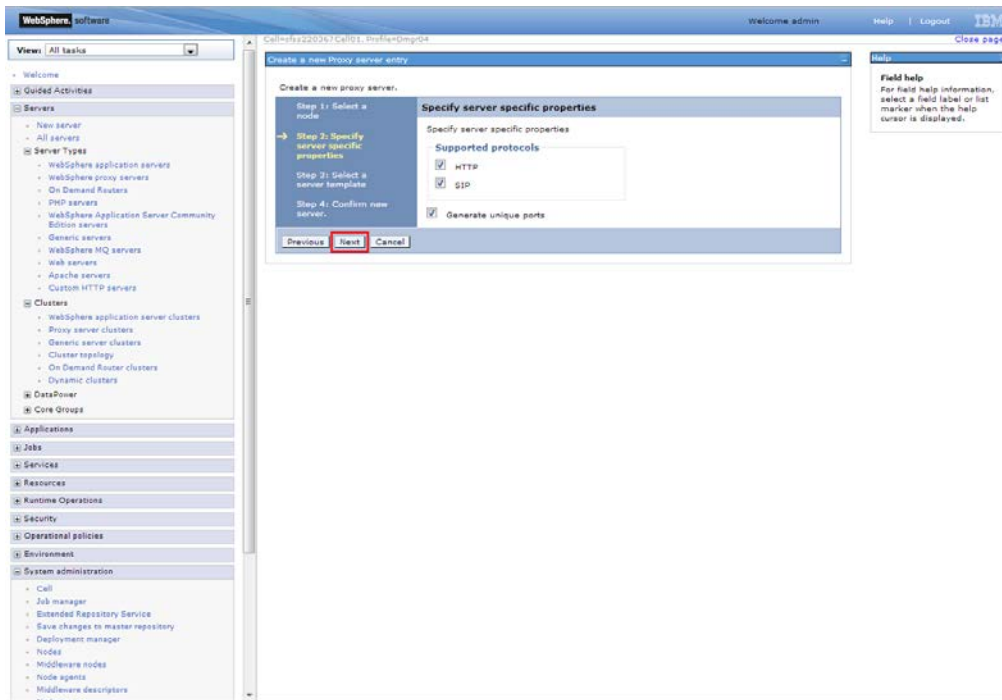 WebSphere. software
Welcome admin
Help | Logout
IBM
View: All tasks
Welcome
Guided Activities
Servers
New server
All servers
Server Types
WebSphere application servers
WebSphere proxy servers
On Demand Routers
PHP servers
WebSphere Application Server Community
Edition servers
Generic servers
WebSphere MQ servers
Web servers
Apache servers
Custom HTTP servers
Clusters
WebSphere application server clusters
Proxy server clusters
Generic server clusters
Cluster topology
On Demand Router clusters
Dynamic clusters
DataPower
Core Groups
Applications
Jobs
Services
Resources
Runtime Operations
Security
Operational policies
Environment
System administration
Cell
Job manager
Extended Repository Service
Save changes to master repository
Deployment manager
Nodes
Middleware nodes
Node agents
Middleware descriptors
Cell=sfss220367Cell01, Profile=Dmgr04
Close page
Create a new Proxy server entry
Create a new proxy server.
Step 1: Select a
node
Step 2: Specify
server specific
properties
Step 3: Select a
server template
Step 4: Confirm new
server.
Specify server specific properties
Specify server specific properties
Supported protocols
HTTP
SIP
Generate unique ports
Previous Next Cancel
Help
Field help
For field help information,
select a field label or list
marker when the help
cursor is displayed.